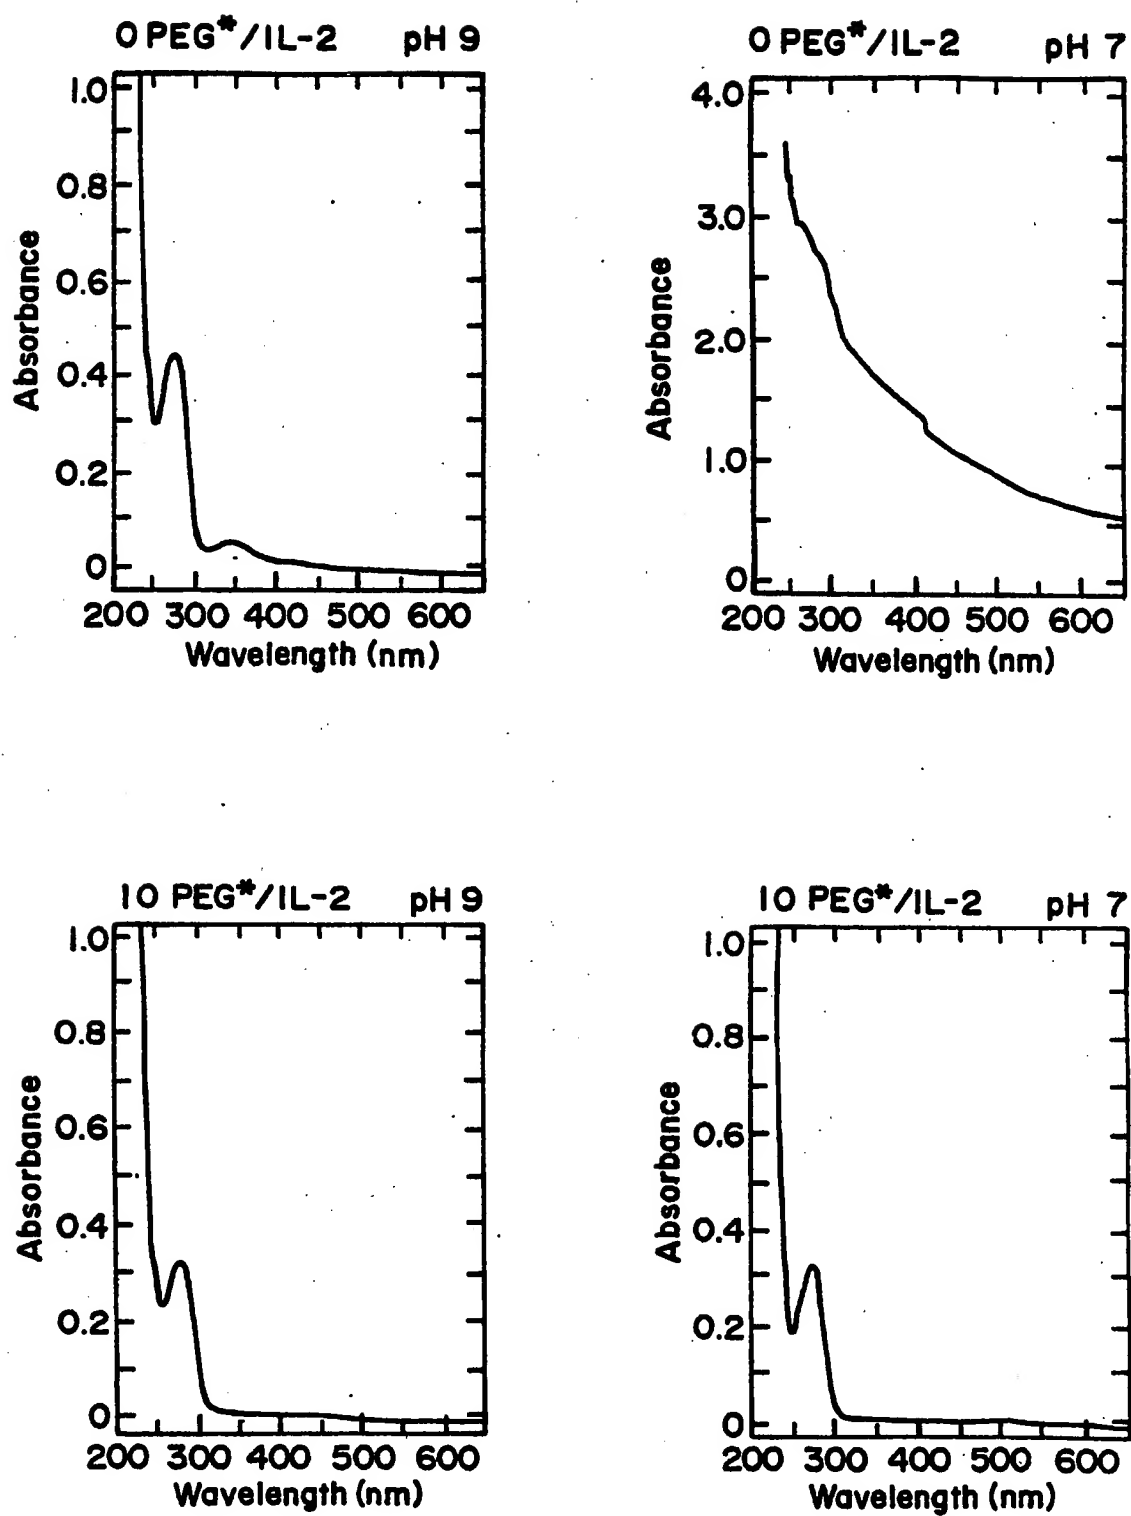 0 PEG*/IL-2 pH 9
1.0
0.8
0.6
0.4
0.2
0
Absorbance
200 300 400 500 600
Wavelength (nm)
0 PEG*/IL-2 pH 7
4.0
3.0
2.0
1.0
0
Absorbance
200 300 400 500 600
Wavelength (nm)
10 PEG*/IL-2 pH 9
1.0
0.8
0.6
0.4
0.2
0
Absorbance
200 300 400 500 600
Wavelength (nm)
10 PEG*/IL-2 pH 7
1.0
0.8
0.6
0.4
0.2
0
Absorbance
200 300 400 500 600
Wavelength (nm)